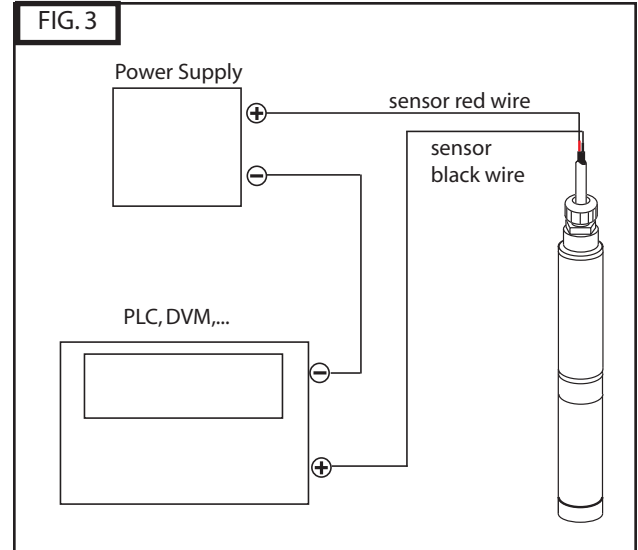 FIG. 3
Power Supply
+
sensor red wire
sensor
black wire
−
PLC, DVM,...
−
+